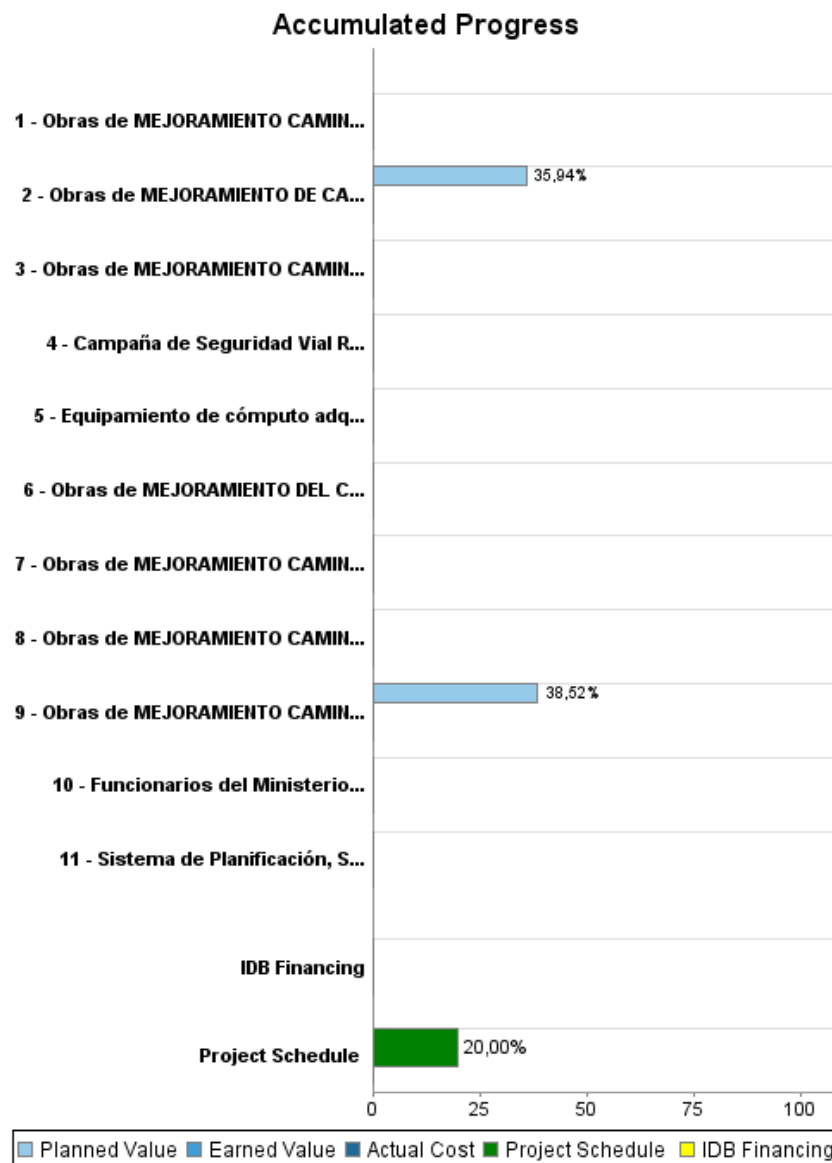 Accumulated Progress
1 - Obras de MEJORAMIENTO CAMIN...
35,94%
2 - Obras de MEJORAMIENTO DE CA...
3 - Obras de MEJORAMIENTO CAMIN...
4 - Campaña de Seguridad Vial R...
5 - Equipamiento de cómputo adq...
6 - Obras de MEJORAMIENTO DEL C...
7 - Obras de MEJORAMIENTO CAMIN...
8 - Obras de MEJORAMIENTO CAMIN...
38,52%
9 - Obras de MEJORAMIENTO CAMIN...
10 - Funcionarios del Ministerio...
11 - Sistema de Planificación, S...
IDB Financing
Project Schedule 20,00%
0 25 50 75 100
Planned Value Earned Value Actual Cost Project Schedule IDB Financing